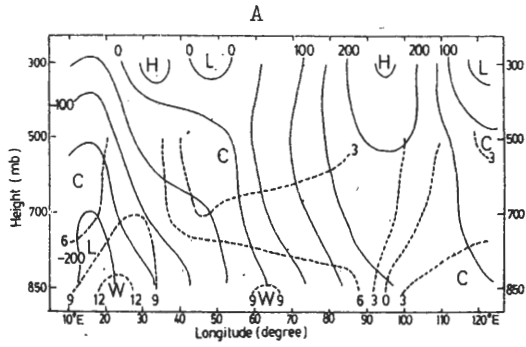 A
0 0 0 100 200 200 100
300 H L H L 300
100
500 C C 500
3 3
Height (mb)
C
700 700
6
-200 L
C
850 W W 850
9 12 12 9 9 9 6 3 0 3
10°E 20 30 40 50 60 70 80 90 100 110 120°E
Longitude (degree)